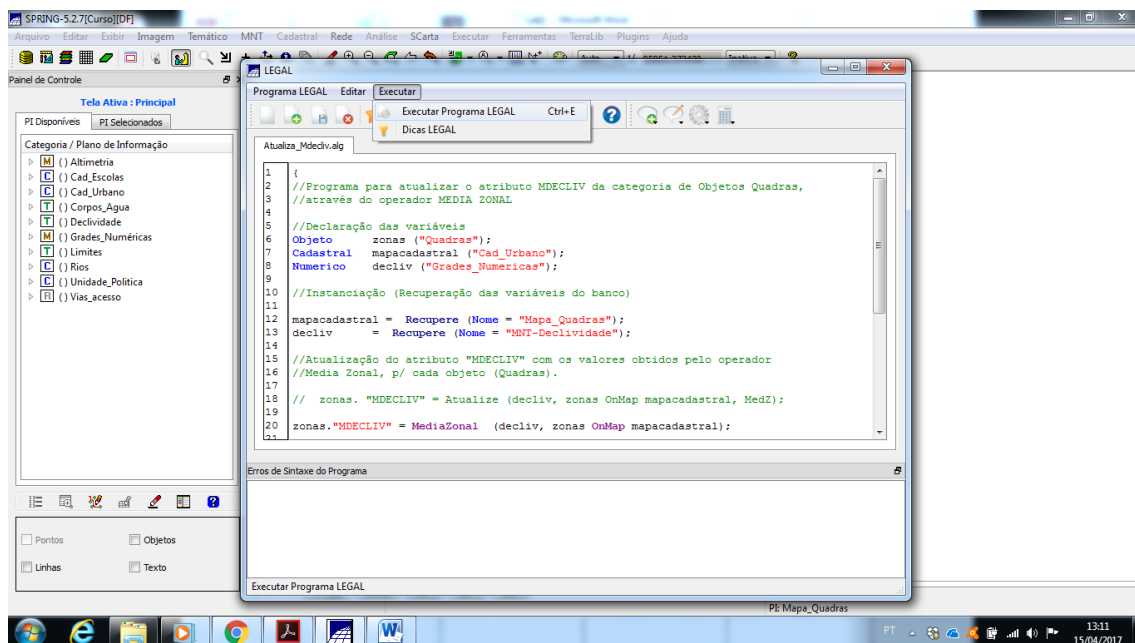 SPRING-5.2.7[Curso][DF]
Arquivo Editar Exibir Imagem Temático MNT Cadastral Rede Análise SCarta Executar Ferramentas TerraLib Plugins Ajuda
Painel de Controle
Tela Ativa : Principal
PI Disponíveis PI Selecionados
Categoria / Plano de Informação
M () Altimetria
C () Cad_Escolas
C () Cad_Urbano
T () Corpos_Agua
T () Declividade
M () Grades_Numéricas
T () Limites
C () Rios
C () Unidade_Politica
R () Vias_acesso
Pontos Objetos
Linhas Texto
LEGAL
Programa LEGAL Editar Executar
Executar Programa LEGAL Ctrl+E
Dicas LEGAL
Atualiza_Mdecliv.alg
1 {
2 //Programa para atualizar o atributo MDECLIV da categoria de Objetos Quadras,
3 //através do operador MEDIA ZONAL
4
5 //Declaração das variáveis
6 Objeto zonas ("Quadras");
7 Cadastral mapacadastral ("Cad_Urbano");
8 Numerico decliv ("Grades_Numericas");
9
10 //Instanciação (Recuperação das variáveis do banco)
11
12 mapacadastral = Recupere (Nome = "Mapa_Quadras");
13 decliv = Recupere (Nome = "MNT-Declividade");
14
15 //Atualização do atributo "MDECLIV" com os valores obtidos pelo operador
16 //Media Zonal, p/ cada objeto (Quadras).
17
18 // zonas. "MDECLIV" = Atualize (decliv, zonas OnMap mapacadastral, MedZ);
19
20 zonas."MDECLIV" = MediaZonal (decliv, zonas OnMap mapacadastral);
21
Erros de Sintaxe do Programa
Executar Programa LEGAL
PI: Mapa_Quadras
PT 13:11
15/04/2017